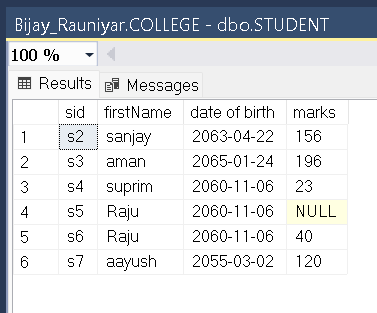 Bijay_Rauniyar.COLLEGE - dbo.STUDENT
100 %
Results Messages
sid firstName date of birth marks
1 s2 sanjay 2063-04-22 156
2 s3 aman 2065-01-24 196
3 s4 suprim 2060-11-06 23
4 s5 Raju 2060-11-06 NULL
5 s6 Raju 2060-11-06 40
6 s7 aayush 2055-03-02 120